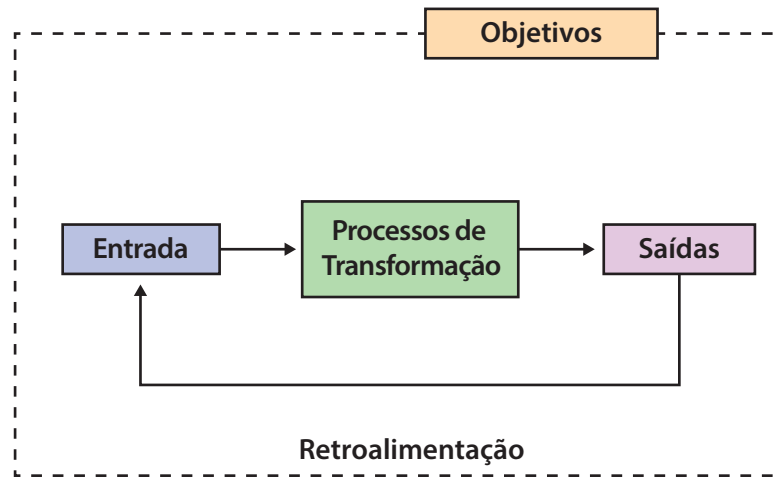 Objetivos
Entrada
Processos de
Transformação
Saídas
Retroalimentação